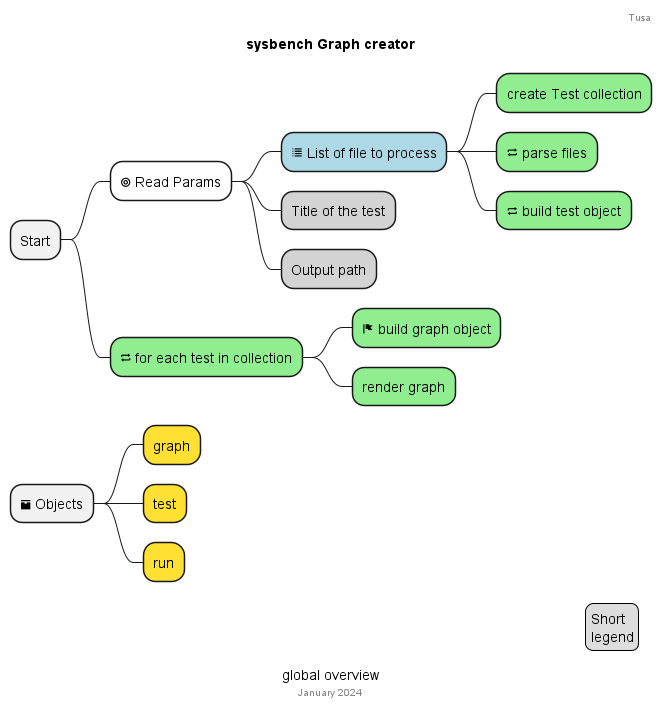 Tusa
sysbench Graph creator
Start
Read Params
List of file to process
create Test collection
parse files
build test object
Title of the test
Output path
for each test in collection
build graph object
render graph
Objects
graph
test
run
Short
legend
global overview
January 2024